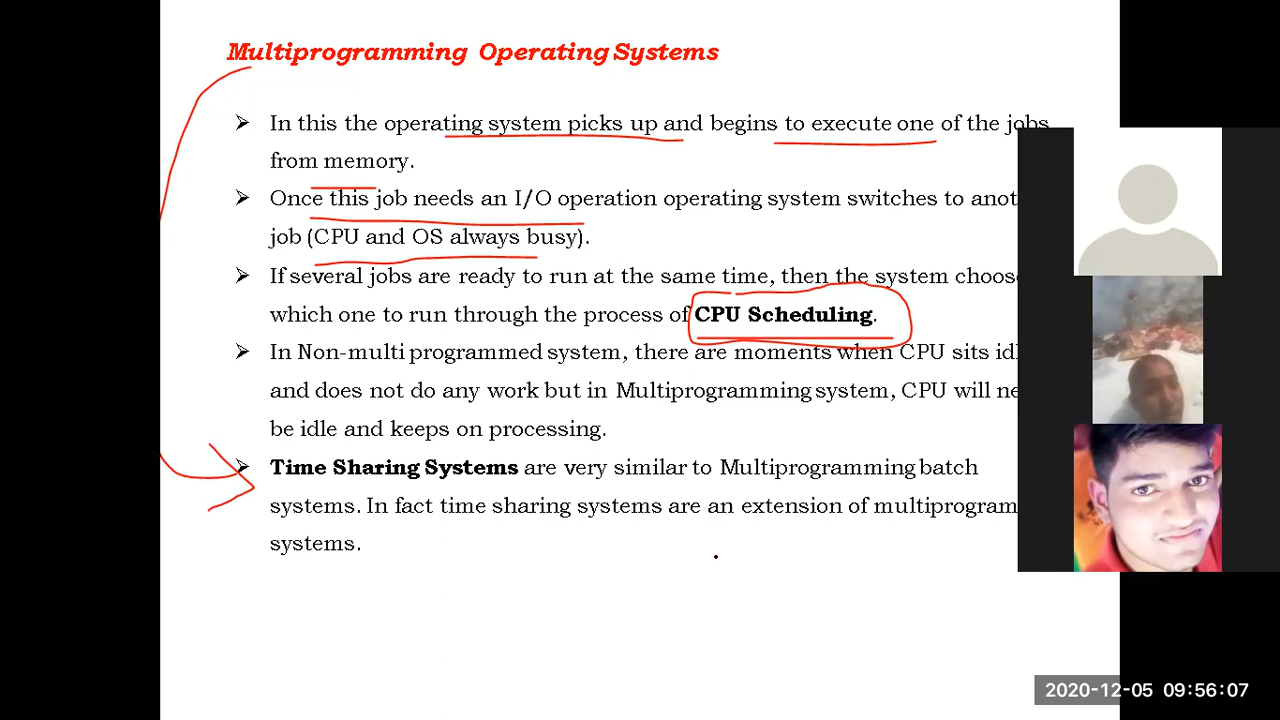 Multiprogramming Operating Systems
➢ In this the operating system picks up and begins to execute one of the jobs
from memory.
➢ Once this job needs an I/O operation operating system switches to anot
job (CPU and OS always busy).
➢ If several jobs are ready to run at the same time, then the system choos
which one to run through the process of CPU Scheduling.
➢ In Non-multi programmed system, there are moments when CPU sits idl
and does not do any work but in Multiprogramming system, CPU will ne
be idle and keeps on processing.
➢ Time Sharing Systems are very similar to Multiprogramming batch
systems. In fact time sharing systems are an extension of multiprogram
systems.
2020-12-05 09:56:07